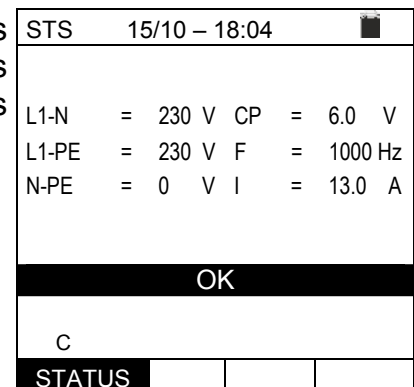 s
s
s
STS 15/10 – 18:04
L1-N = 230 V CP = 6.0 V
L1-PE = 230 V F = 1000 Hz
N-PE = 0 V I = 13.0 A
OK
C
STATUS